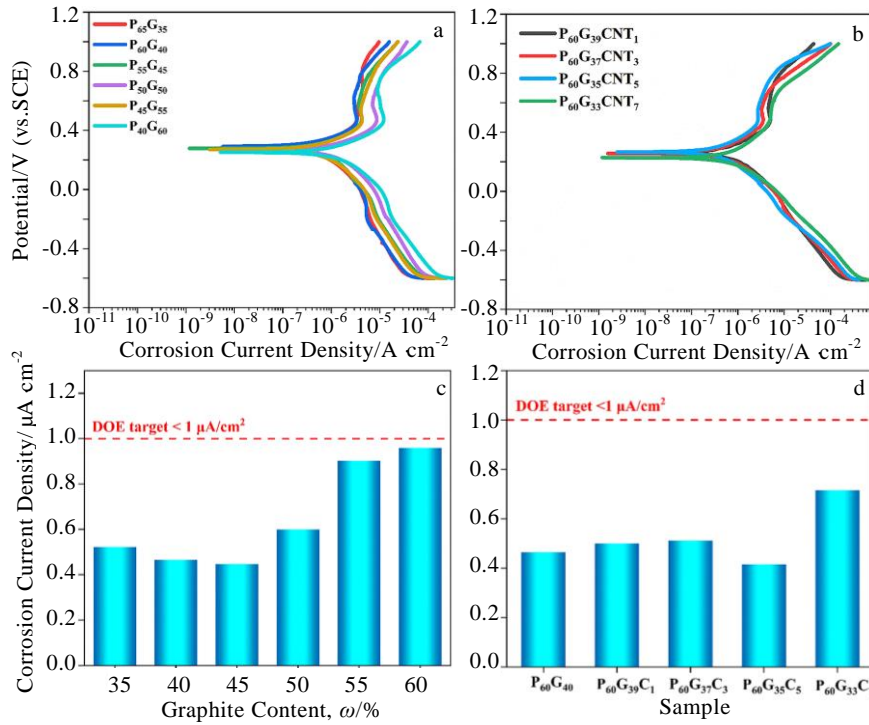 P₆₅G₃₅
P₆₀G₄₀
P₅₅G₄₅
P₅₀G₅₀
P₄₅G₅₅
P₄₀G₆₀
a
1.2
0.8
0.4
0.0
-0.4
-0.8
Potential/V (vs.SCE)
10⁻¹¹ 10⁻¹⁰ 10⁻⁹ 10⁻⁸ 10⁻⁷ 10⁻⁶ 10⁻⁵ 10⁻⁴
Corrosion Current Density/A cm⁻²
P₆₀G₃₉CNT₁
P₆₀G₃₇CNT₃
P₆₀G₃₅CNT₅
P₆₀G₃₃CNT₇
b
1.2
0.8
0.4
0.0
-0.4
-0.8
10⁻¹¹ 10⁻¹⁰ 10⁻⁹ 10⁻⁸ 10⁻⁷ 10⁻⁶ 10⁻⁵ 10⁻⁴
Corrosion Current Density/A cm⁻²
c
1.2
1.0
0.8
0.6
0.4
0.2
0.0
Corrosion Current Density/ μA cm⁻²
DOE target < 1 μA/cm²
35 40 45 50 55 60
Graphite Content, ω/%
d
1.2
1.0
0.8
0.6
0.4
0.2
0.0
DOE target <1 μA/cm²
P₆₀G₄₀ P₆₀G₃₉C₁ P₆₀G₃₇C₃ P₆₀G₃₅C₅ P₆₀G₃₃C
Sample